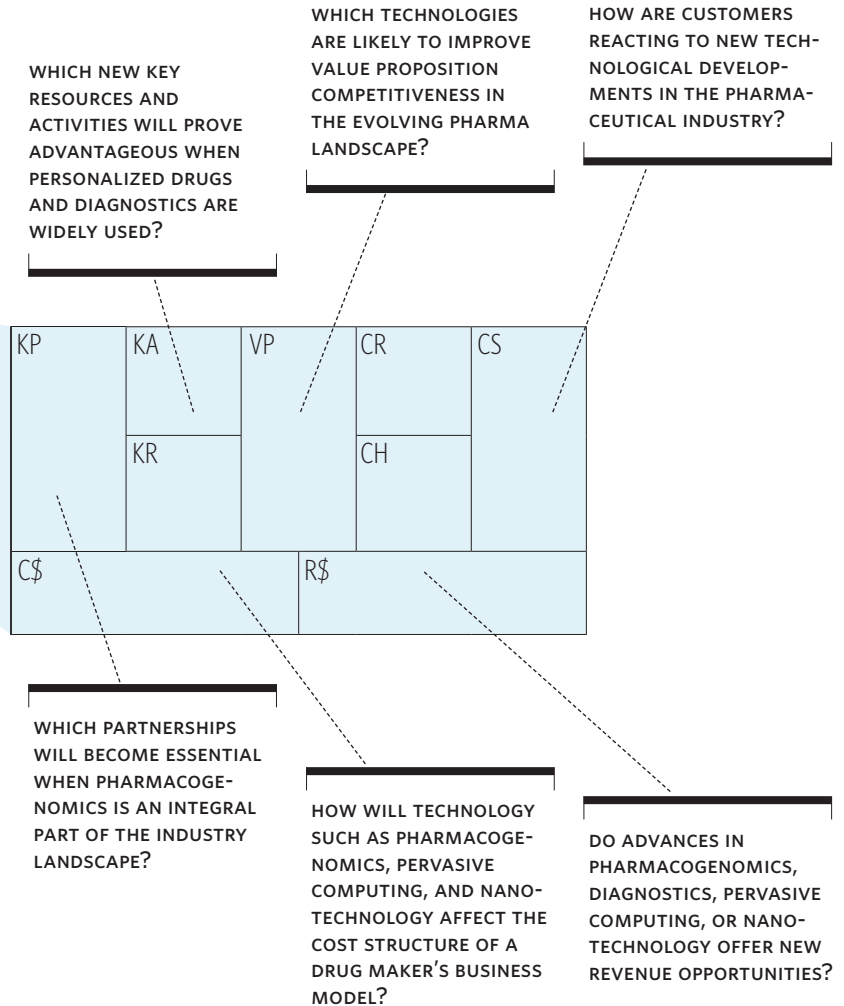 WHICH NEW KEY
RESOURCES AND
ACTIVITIES WILL PROVE
ADVANTAGEOUS WHEN
PERSONALIZED DRUGS
AND DIAGNOSTICS ARE
WIDELY USED?
WHICH TECHNOLOGIES
ARE LIKELY TO IMPROVE
VALUE PROPOSITION
COMPETITIVENESS IN
THE EVOLVING PHARMA
LANDSCAPE?
HOW ARE CUSTOMERS
REACTING TO NEW TECH-
NOLOGICAL DEVELOP-
MENTS IN THE PHARMA-
CEUTICAL INDUSTRY?
KP
KA
VP
CR
CS
KR
CH
C$
R$
WHICH PARTNERSHIPS
WILL BECOME ESSENTIAL
WHEN PHARMACOGE-
NOMICS IS AN INTEGRAL
PART OF THE INDUSTRY
LANDSCAPE?
HOW WILL TECHNOLOGY
SUCH AS PHARMACOGE-
NOMICS, PERVASIVE
COMPUTING, AND NANO-
TECHNOLOGY AFFECT THE
COST STRUCTURE OF A
DRUG MAKER'S BUSINESS
MODEL?
DO ADVANCES IN
PHARMACOGENOMICS,
DIAGNOSTICS, PERVASIVE
COMPUTING, OR NANO-
TECHNOLOGY OFFER NEW
REVENUE OPPORTUNITIES?